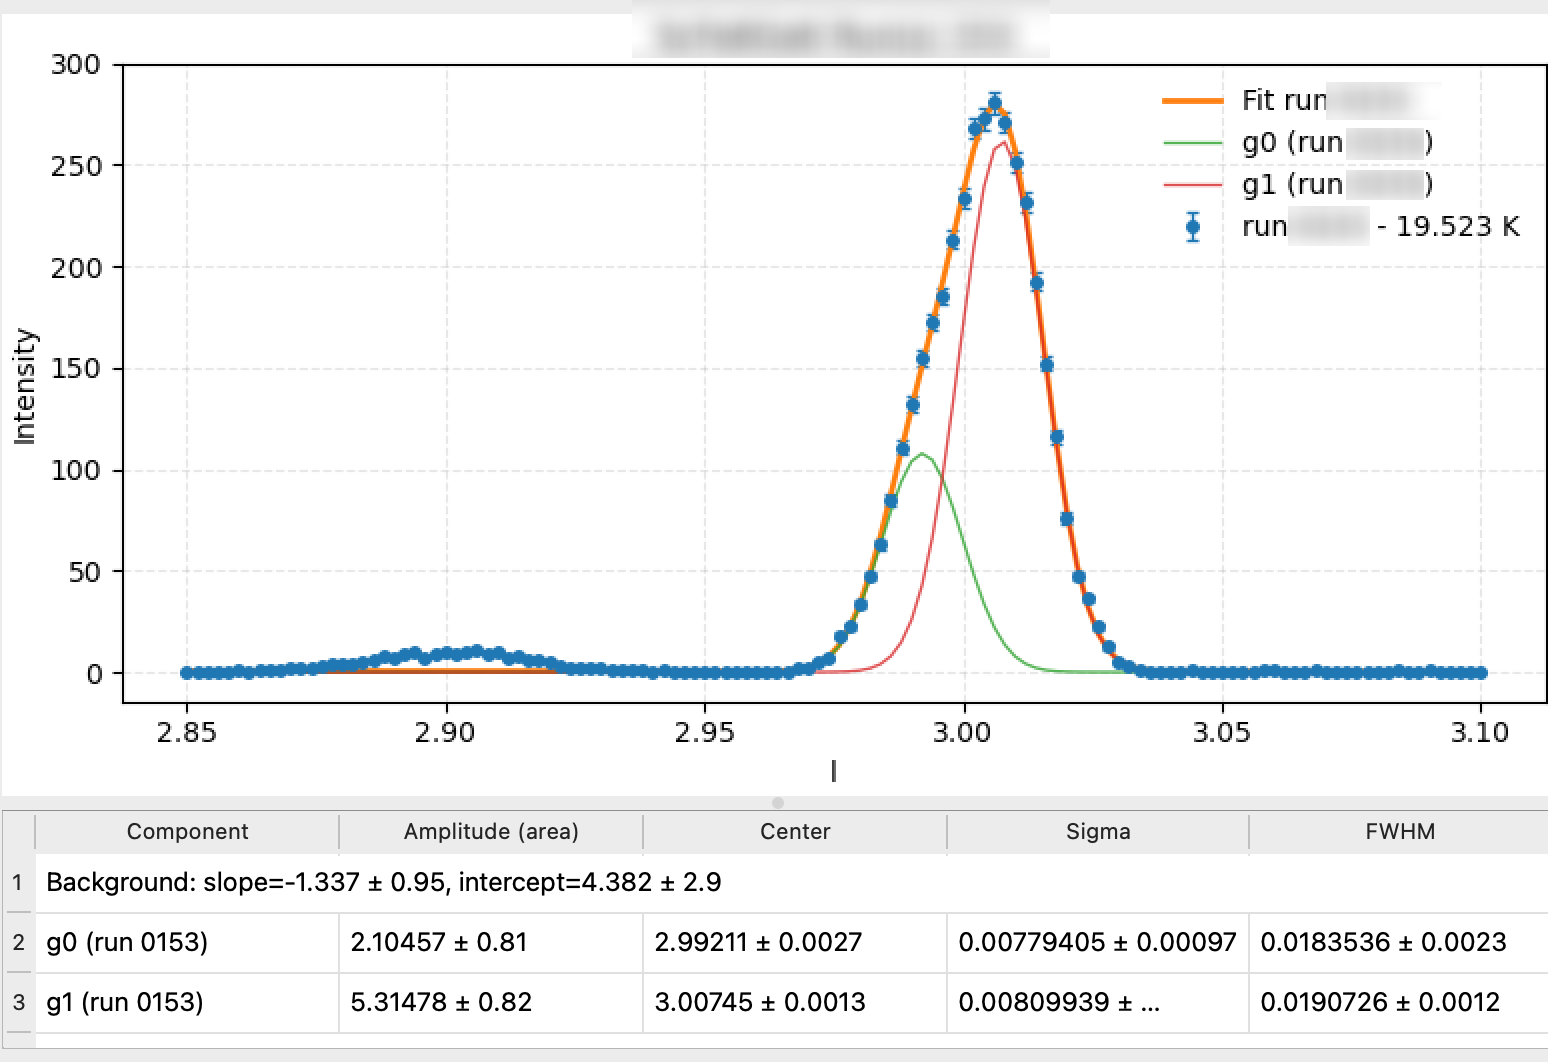 300
250
200
150
100
50
0
Intensity
Fit run
g0 (run )
g1 (run )
run - 19.523 K
2.85 2.90 2.95 3.00 3.05 3.10
l
Component Amplitude (area) Center Sigma FWHM
1 Background: slope=-1.337 ± 0.95, intercept=4.382 ± 2.9
2 g0 (run 0153) 2.10457 ± 0.81 2.99211 ± 0.0027 0.00779405 ± 0.00097 0.0183536 ± 0.0023
3 g1 (run 0153) 5.31478 ± 0.82 3.00745 ± 0.0013 0.00809939 ± ... 0.0190726 ± 0.0012